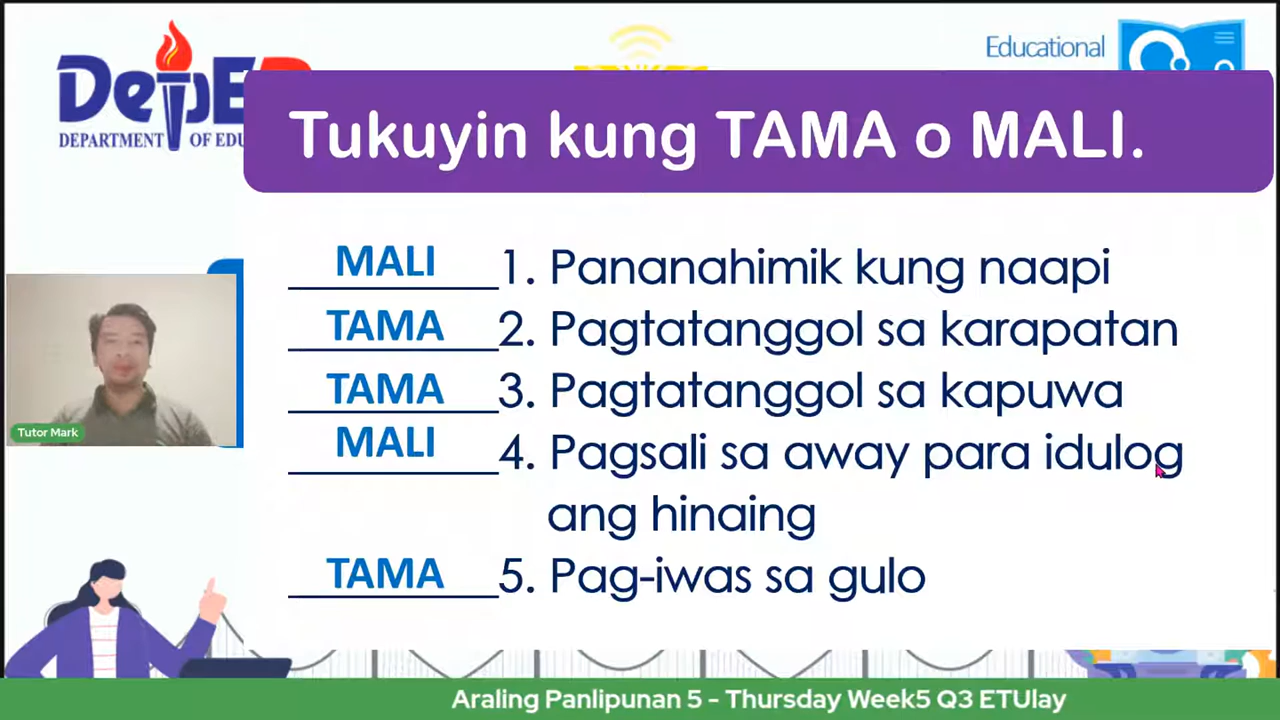 DepED
DEPARTMENT OF EDU
Educational
Tukuyin kung TAMA o MALI.
MALI 1. Pananahimik kung naapi
TAMA 2. Pagtatanggol sa karapatan
TAMA 3. Pagtatanggol sa kapuwa
MALI 4. Pagsali sa away para idulog
ang hinaing
TAMA 5. Pag-iwas sa gulo
Tutor Mark
Araling Panlipunan 5 - Thursday Week5 Q3 ETUlay